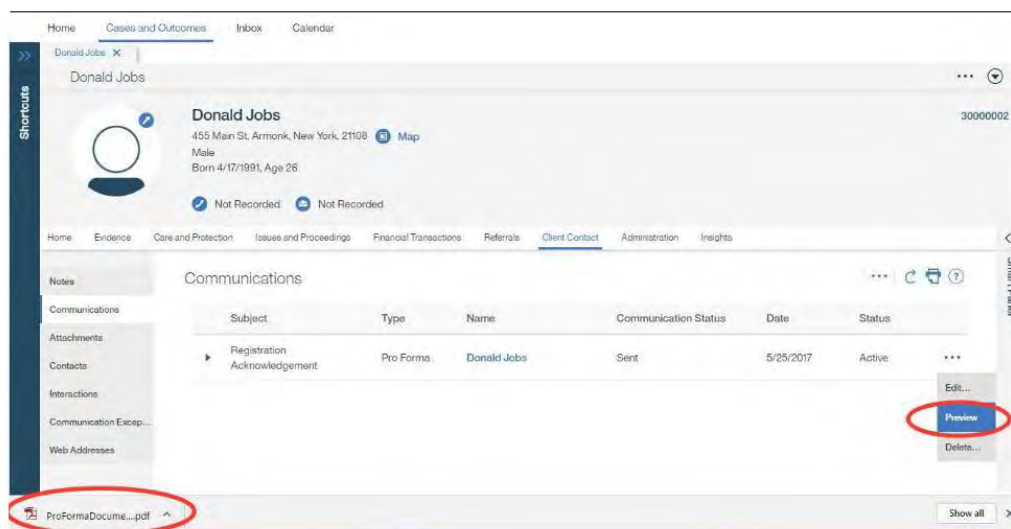 Home Cases and Outcomes Inbox Calendar
>> Donald Jobs X
Donald Jobs
Shortcuts
Donald Jobs
30000002
455 Main St, Armonk, New York, 21108 Map
Male
Born 4/17/1991, Age 26
Not Recorded Not Recorded
Home Evidence Care and Protection Issues and Proceedings Financial Transactions Referrals Client Contact Administration Insights
Smart Panel
Notes
Communications
Attachments
Contacts
Interactions
Communication Excep...
Web Addresses
Communications
Subject Type Name Communication Status Date Status
Registration Acknowledgement Pro Forma Donald Jobs Sent 5/25/2017 Active
Edit...
Preview
Delete...
ProFormaDocume....pdf
Show all X